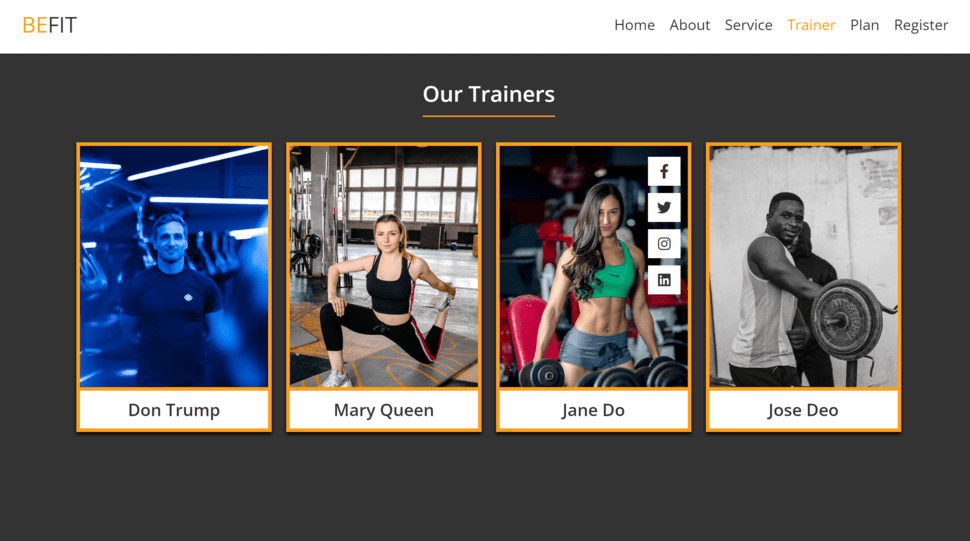 BEFIT
Home About Service Trainer Plan Register
Our Trainers
Don Trump
Mary Queen
Jane Do
Jose Deo